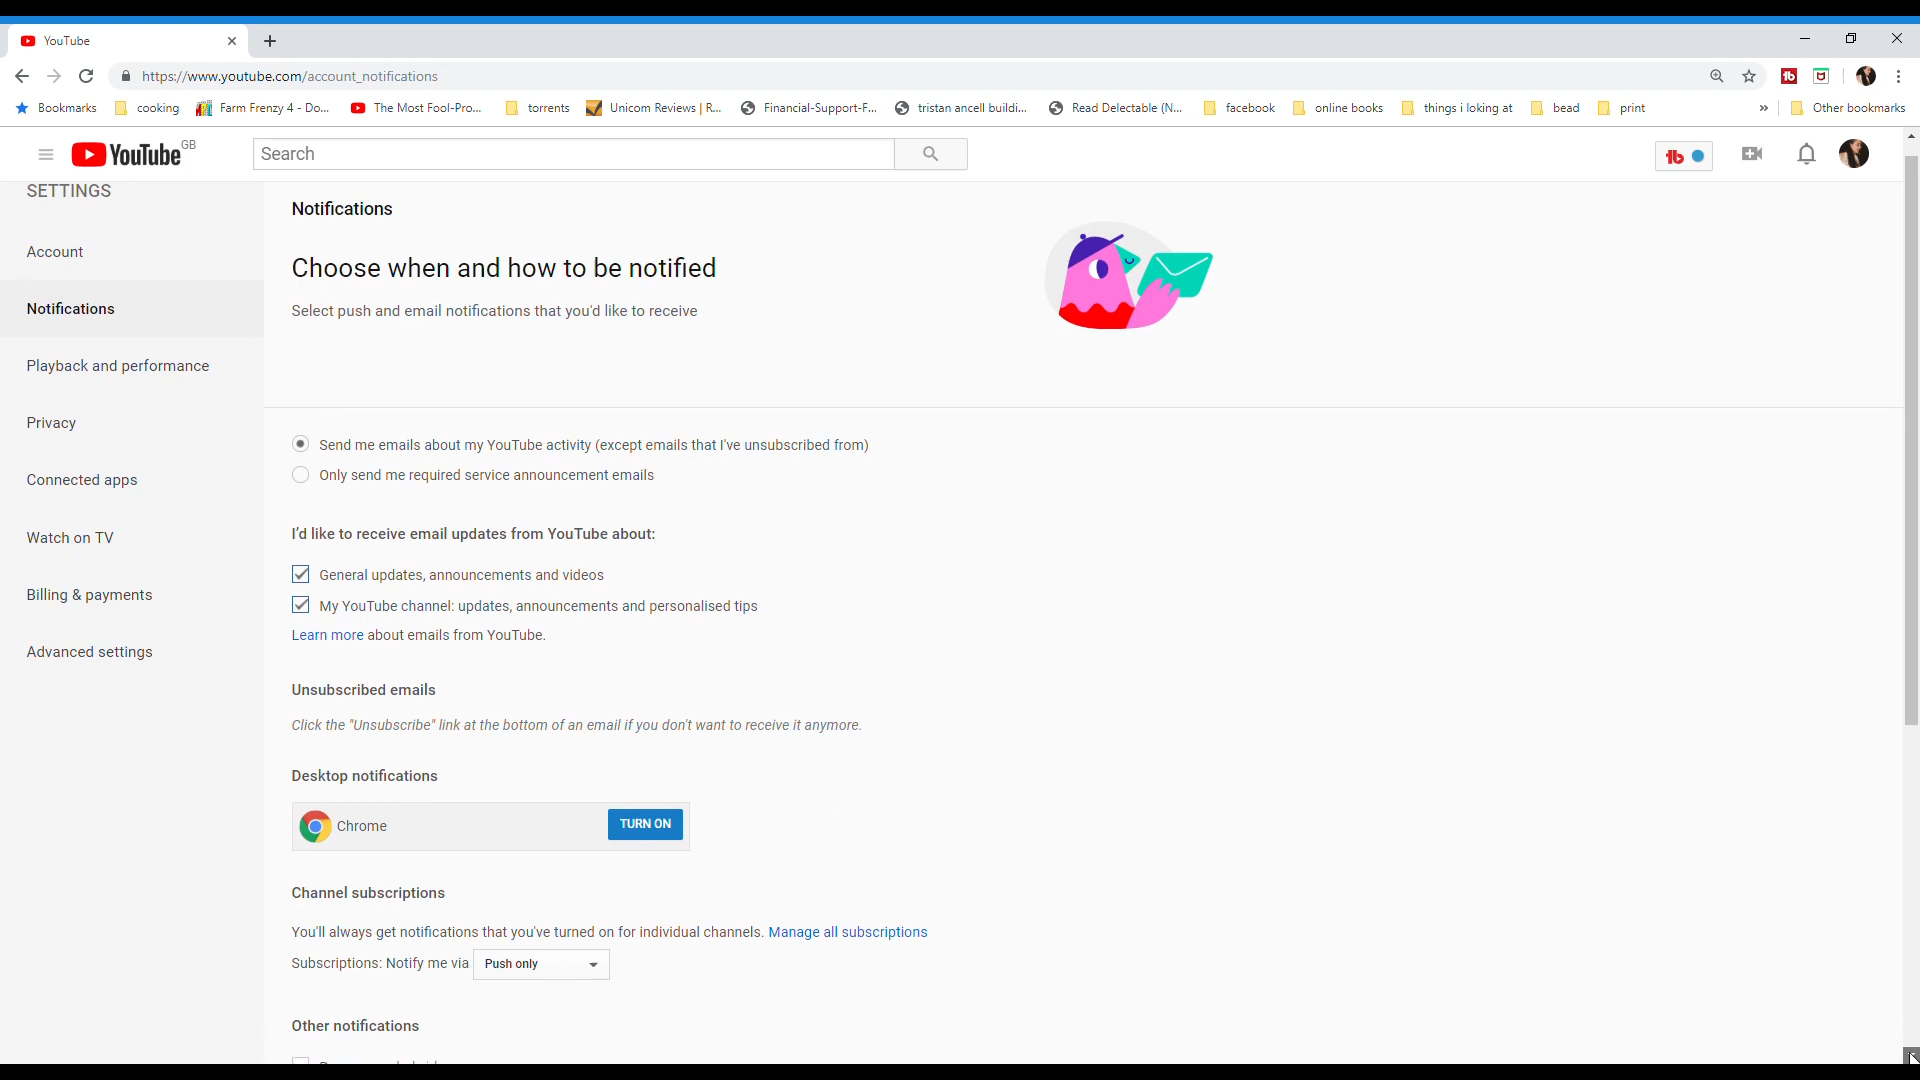 YouTube
https://www.youtube.com/account_notifications
Bookmarks cooking Farm Frenzy 4 - Do... The Most Fool-Pro... torrents Unicorn Reviews | R... Financial-Support-F... tristan ancell buildi... Read Delectable (N... facebook online books things i loking at bead print » Other bookmarks
YouTube GB
Search
tb
SETTINGS
Account
Notifications
Playback and performance
Privacy
Connected apps
Watch on TV
Billing & payments
Advanced settings
Notifications
Choose when and how to be notified
Select push and email notifications that you'd like to receive
Send me emails about my YouTube activity (except emails that I've unsubscribed from)
Only send me required service announcement emails
I'd like to receive email updates from YouTube about:
General updates, announcements and videos
My YouTube channel: updates, announcements and personalised tips
Learn more about emails from YouTube.
Unsubscribed emails
Click the "Unsubscribe" link at the bottom of an email if you don't want to receive it anymore.
Desktop notifications
Chrome TURN ON
Channel subscriptions
You'll always get notifications that you've turned on for individual channels. Manage all subscriptions
Subscriptions: Notify me via Push only
Other notifications